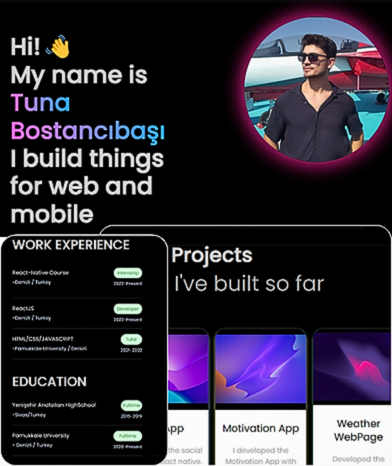 Hi! 👋
My name is
Tuna
Bostancıbaşı
I build things
for web and
mobile
WORK EXPERIENCE
React-Native Course
Internship
•Denizli / Turkey
2022-Present
ReactJS
Developer
•Denizli / Turkey
2022-Present
HTML/CSS/JAVASCRIPT
Tutor
•Pamukkale University / Denizli
2021-2022
EDUCATION
Yenişehir Anatolian HighSchool
Fulltime
•Sivas/Turkey
2015-2019
Pamukkale University
Fulltime
• Denizli / Turkey
2020-Present
Projects
I've built so far
App
the social
act native.
Motivation App
I developed the
Motivation App with
Weather
WebPage
Developed the